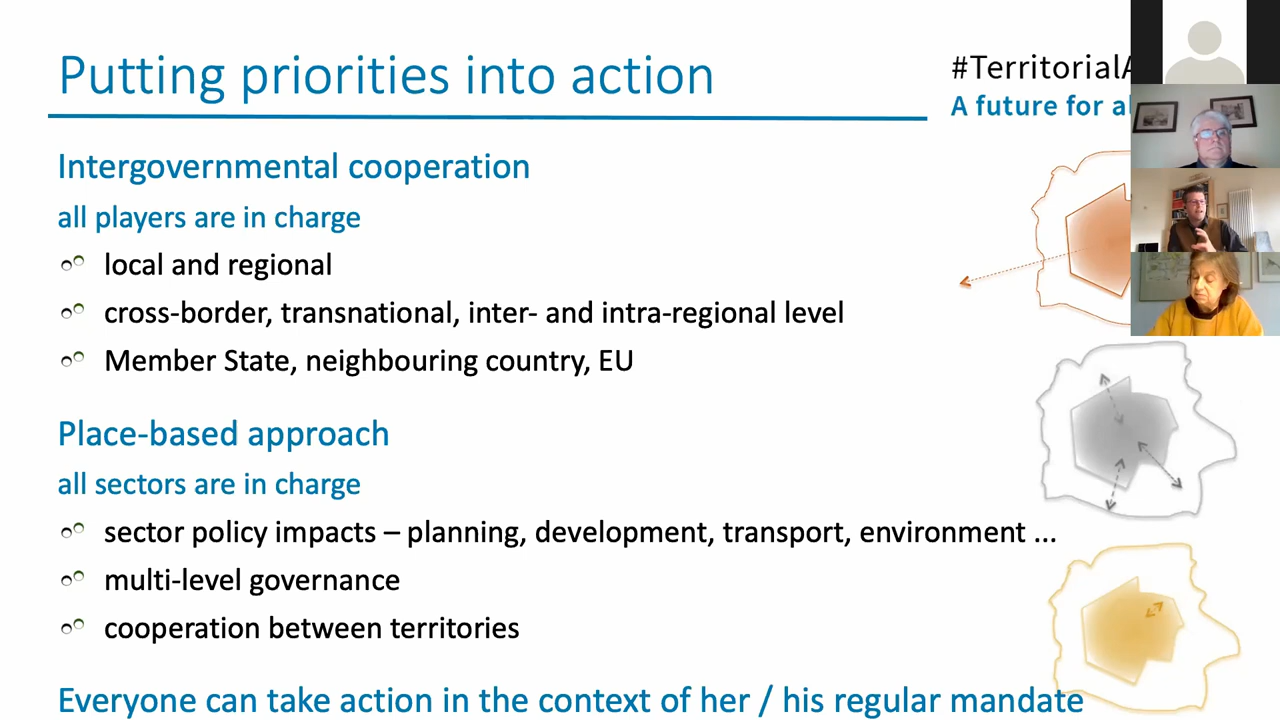 Putting priorities into action
#Territorial
A future for
Intergovernmental cooperation
all players are in charge
local and regional
cross-border, transnational, inter- and intra-regional level
Member State, neighbouring country, EU
Place-based approach
all sectors are in charge
sector policy impacts – planning, development, transport, environment ...
multi-level governance
cooperation between territories
Everyone can take action in the context of her / his regular mandate